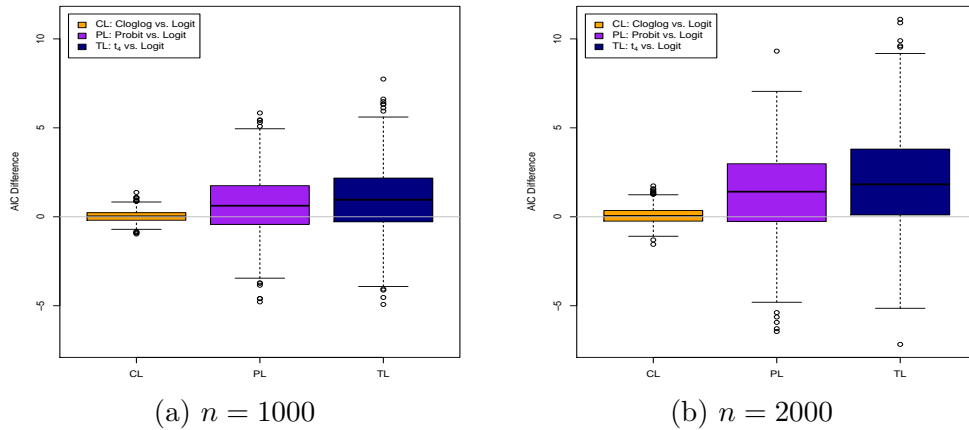 CL: Cloglog vs. Logit
PL: Probit vs. Logit
TL: t₄ vs. Logit
AIC Difference
10
5
0
−5
CL
PL
TL
(a) n = 1000
CL: Cloglog vs. Logit
PL: Probit vs. Logit
TL: t₄ vs. Logit
AIC Difference
10
5
0
−5
CL
PL
TL
(b) n = 2000